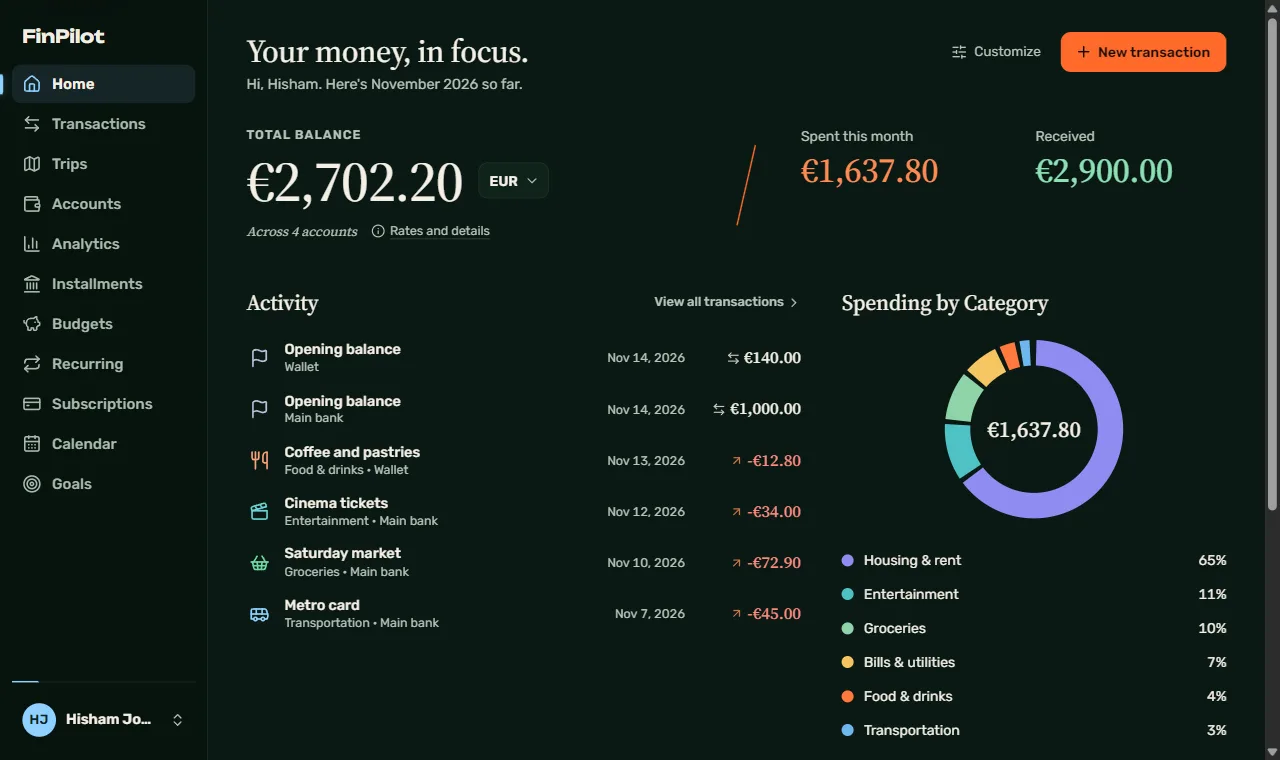 FinPilot
Home
Transactions
Trips
Accounts
Analytics
Installments
Budgets
Recurring
Subscriptions
Calendar
Goals
HJ
Hisham Jo...
Your money, in focus.
Hi, Hisham. Here's November 2026 so far.
Customize
+ New transaction
TOTAL BALANCE
€2,702.20
EUR
Across 4 accounts
Rates and details
Spent this month
€1,637.80
Received
€2,900.00
Activity
View all transactions
Opening balance
Wallet
Nov 14, 2026
€140.00
Opening balance
Main bank
Nov 14, 2026
€1,000.00
Coffee and pastries
Food & drinks • Wallet
Nov 13, 2026
-€12.80
Cinema tickets
Entertainment • Main bank
Nov 12, 2026
-€34.00
Saturday market
Groceries • Main bank
Nov 10, 2026
-€72.90
Metro card
Transportation • Main bank
Nov 7, 2026
-€45.00
Spending by Category
€1,637.80
Housing & rent 65%
Entertainment 11%
Groceries 10%
Bills & utilities 7%
Food & drinks 4%
Transportation 3%